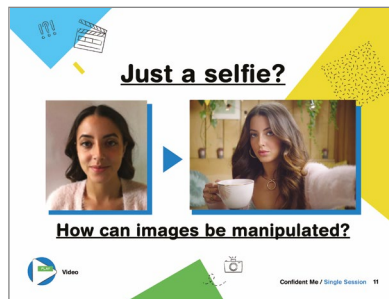 Just a selfie?
How can images be manipulated?
Video
Confident Me / Single Session 11